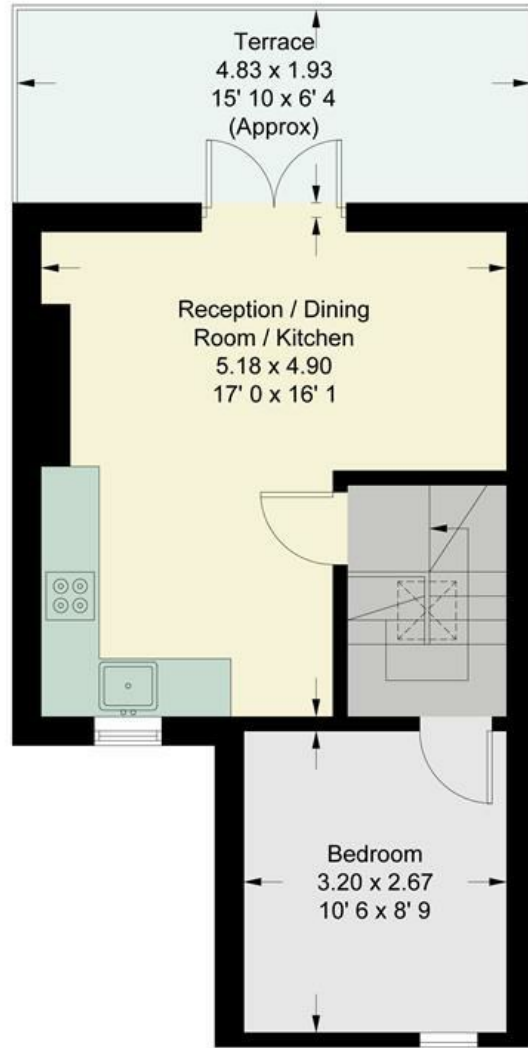 Terrace
4.83 x 1.93
15' 10 x 6' 4
(Approx)
Reception / Dining
Room / Kitchen
5.18 x 4.90
17' 0 x 16' 1
Bedroom
3.20 x 2.67
10' 6 x 8' 9